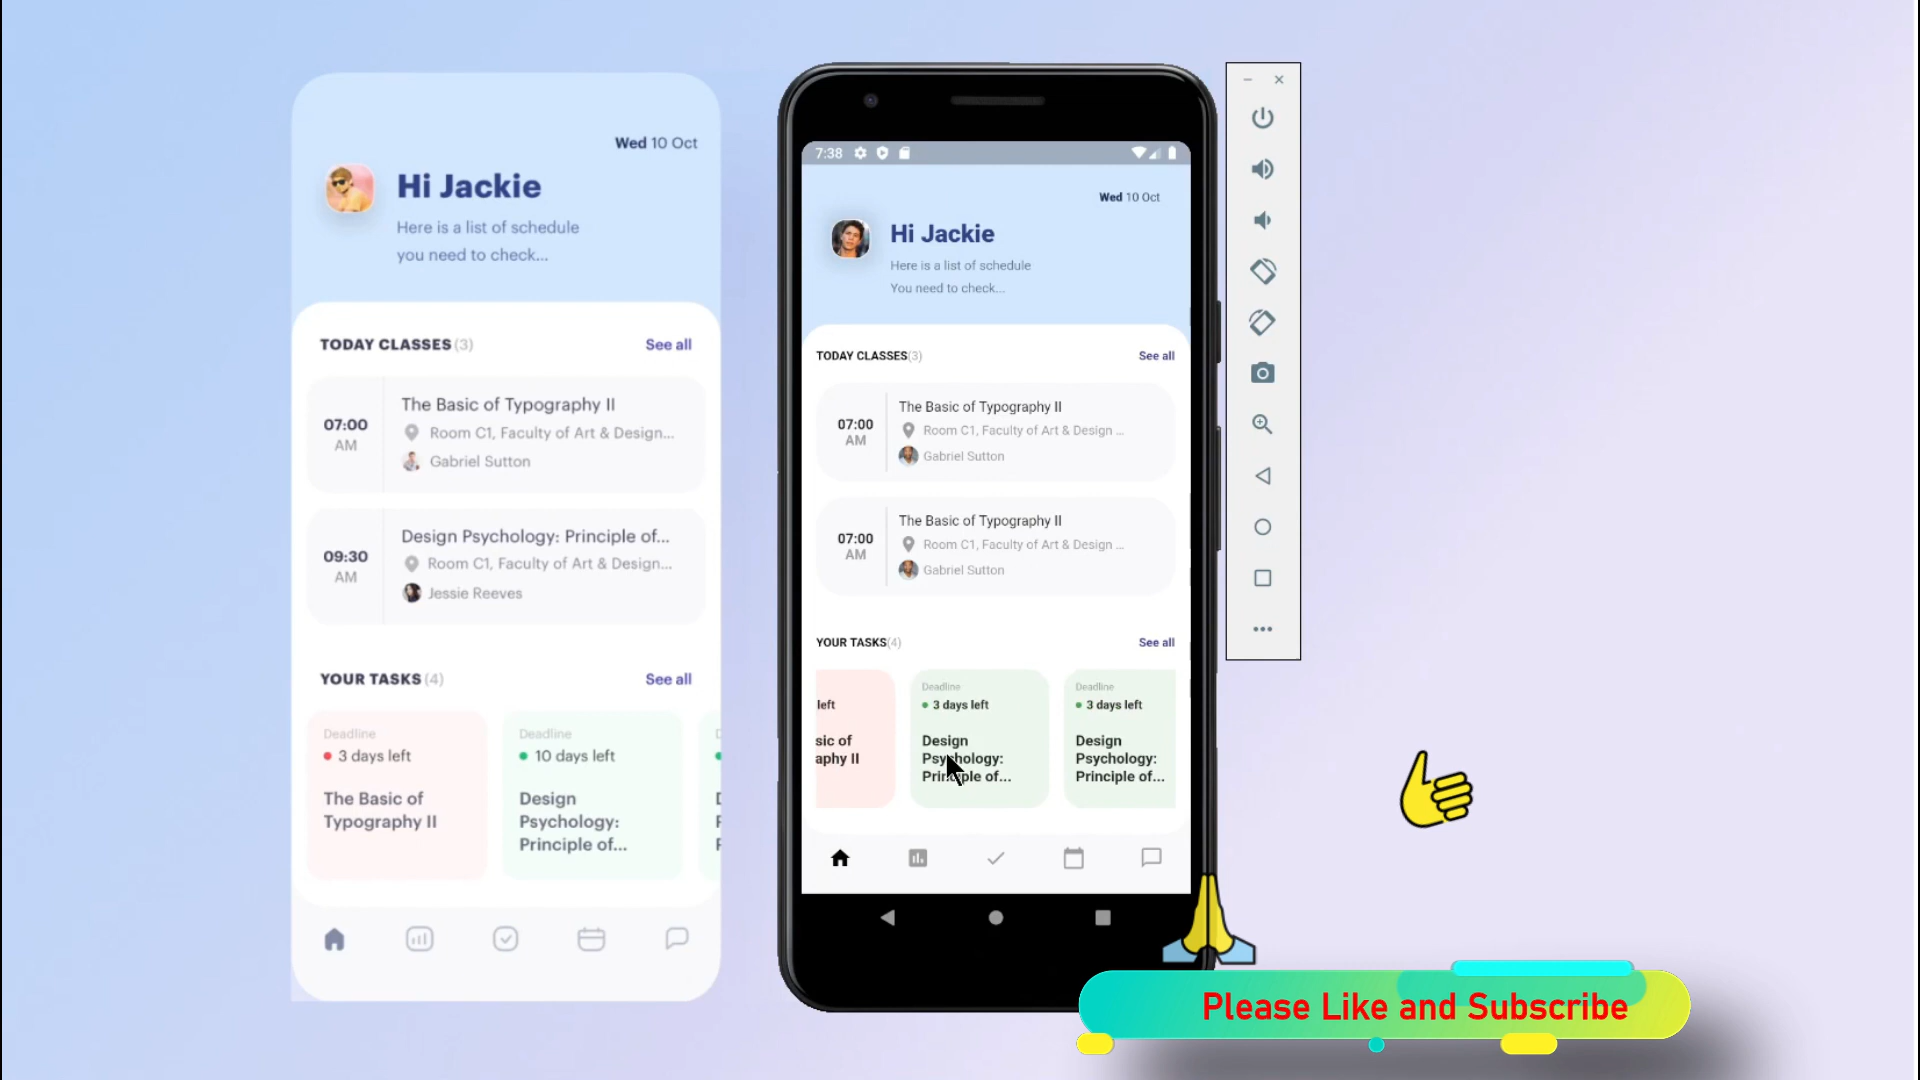 Wed 10 Oct
Hi Jackie
Here is a list of schedule
you need to check...
TODAY CLASSES (3)
See all
07:00
AM
The Basic of Typography II
Room C1, Faculty of Art & Design...
Gabriel Sutton
09:30
AM
Design Psychology: Principle of...
Room C1, Faculty of Art & Design...
Jessie Reeves
YOUR TASKS (4)
See all
Deadline
3 days left
The Basic of
Typography II
Deadline
10 days left
Design
Psychology:
Principle of...
7:38
Wed 10 Oct
Hi Jackie
Here is a list of schedule
You need to check...
TODAY CLASSES(3)
See all
07:00
AM
The Basic of Typography II
Room C1, Faculty of Art & Design ...
Gabriel Sutton
07:00
AM
The Basic of Typography II
Room C1, Faculty of Art & Design ...
Gabriel Sutton
YOUR TASKS(4)
See all
left
sic of
aphy II
Deadline
3 days left
Design
Psychology:
Principle of...
Deadline
3 days left
Design
Psychology:
Principle of...
Please Like and Subscribe